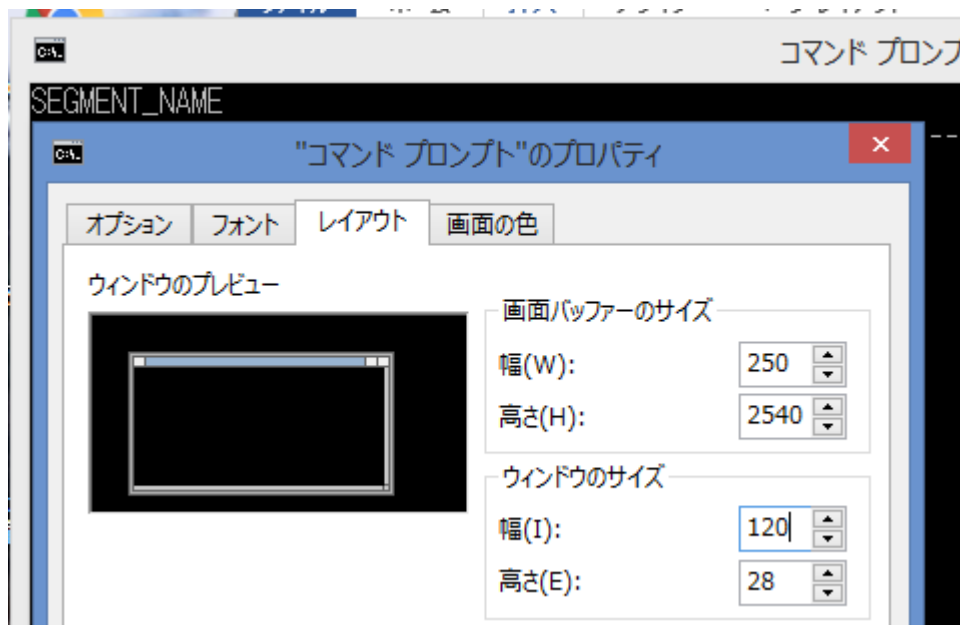 コマンド プロンプ
SEGMENT_NAME
--
"コマンド プロンプト"のプロパティ
オプション フォント レイアウト 画面の色
ウィンドウのプレビュー
画面バッファーのサイズ
幅(W): 250
高さ(H): 2540
ウィンドウのサイズ
幅(I): 120
高さ(E): 28